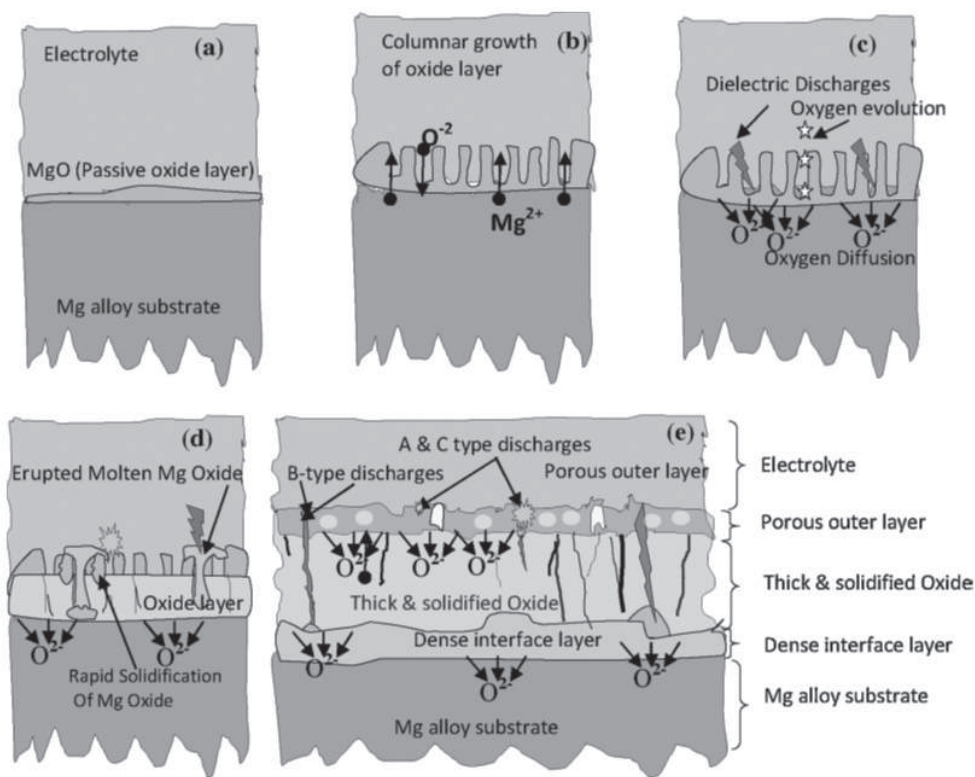 (a)
Electrolyte
MgO (Passive oxide layer)
Mg alloy substrate
(b)
Columnar growth
of oxide layer
O-2
Mg2+
(c)
Dielectric Discharges
Oxygen evolution
O2- O2- O2-
Oxygen Diffusion
(d)
Erupted Molten Mg Oxide
Oxide layer
O2- O2-
Rapid Solidification
Of Mg Oxide
(e)
A & C type discharges
B-type discharges
Porous outer layer
O2- O2- O2-
Thick & solidified Oxide
Dense interface layer
O2- O2- O2-
Mg alloy substrate
Electrolyte
Porous outer layer
Thick & solidified Oxide
Dense interface layer
Mg alloy substrate